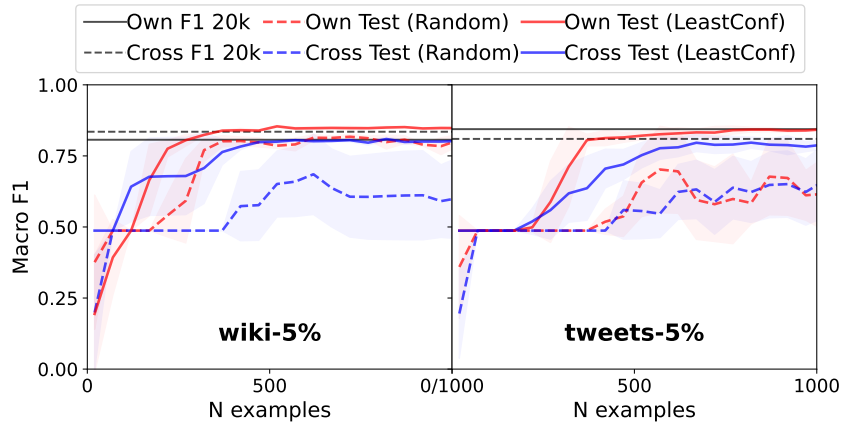 Own F1 20k Own Test (Random) Own Test (LeastConf)
Cross F1 20k Cross Test (Random) Cross Test (LeastConf)
1.00
0.75
0.50
0.25
0.00
Macro F1
wiki-5% tweets-5%
0 500 0/1000 500 1000
N examples N examples